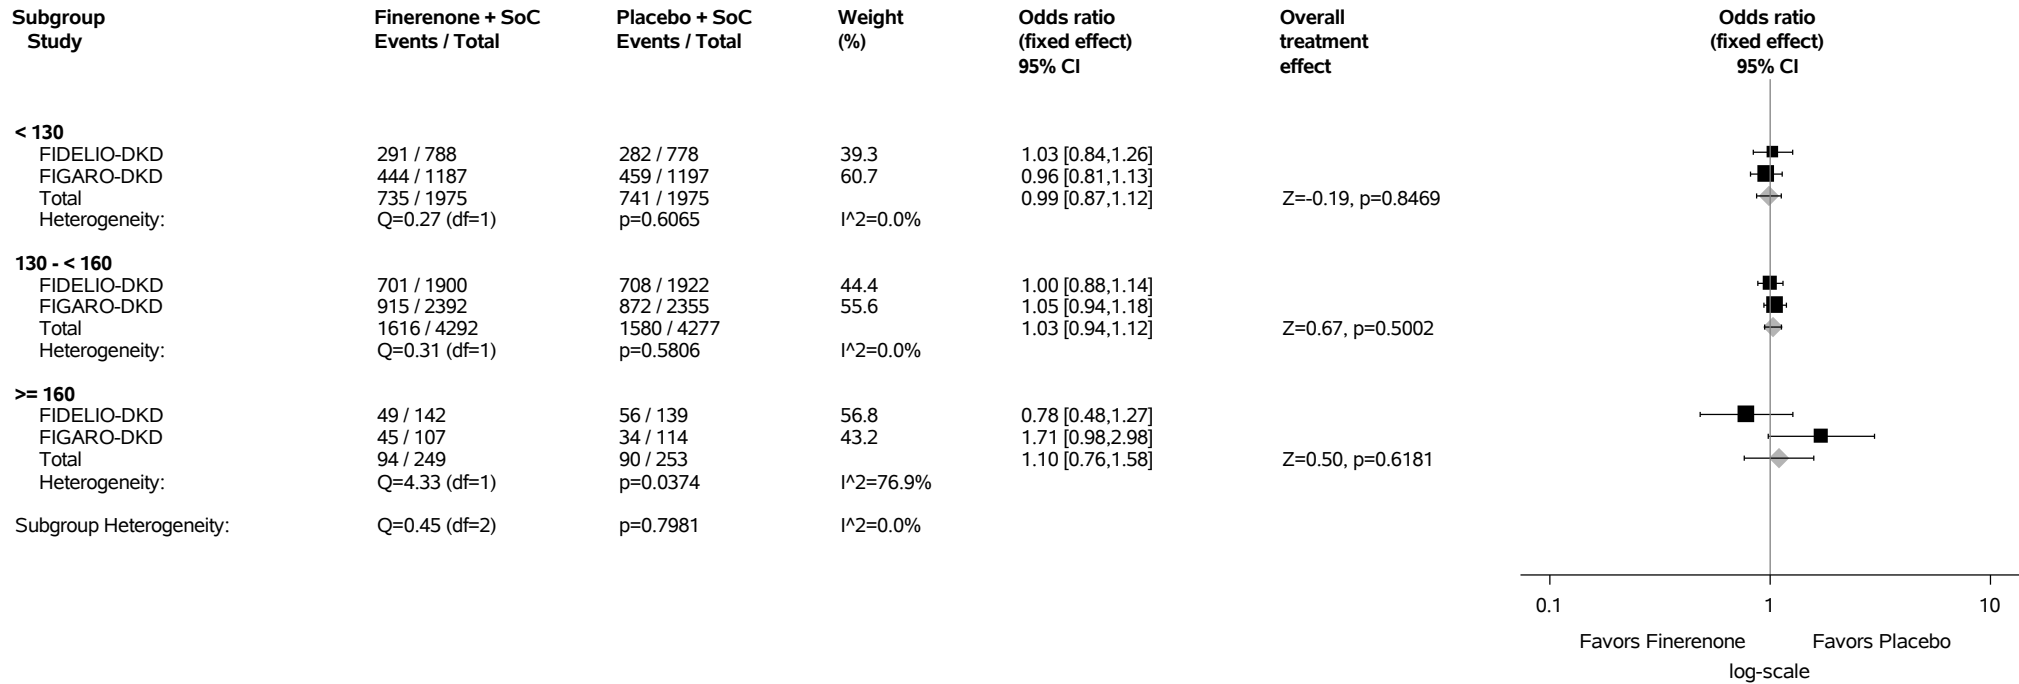 Subgroup Finerenone + SoC Placebo + SoC Weight Odds ratio Overall Odds ratio
Study Events / Total Events / Total (%) (fixed effect) treatment (fixed effect)
95% CI effect 95% CI
< 130
FIDELIO-DKD 291 / 788 282 / 778 39.3 1.03 [0.84,1.26]
FIGARO-DKD 444 / 1187 459 / 1197 60.7 0.96 [0.81,1.13]
Total 735 / 1975 741 / 1975 0.99 [0.87,1.12] Z=-0.19, p=0.8469
Heterogeneity: Q=0.27 (df=1) p=0.6065 I^2=0.0%
130 - < 160
FIDELIO-DKD 701 / 1900 708 / 1922 44.4 1.00 [0.88,1.14]
FIGARO-DKD 915 / 2392 872 / 2355 55.6 1.05 [0.94,1.18]
Total 1616 / 4292 1580 / 4277 1.03 [0.94,1.12] Z=0.67, p=0.5002
Heterogeneity: Q=0.31 (df=1) p=0.5806 I^2=0.0%
>= 160
FIDELIO-DKD 49 / 142 56 / 139 56.8 0.78 [0.48,1.27]
FIGARO-DKD 45 / 107 34 / 114 43.2 1.71 [0.98,2.98]
Total 94 / 249 90 / 253 1.10 [0.76,1.58] Z=0.50, p=0.6181
Heterogeneity: Q=4.33 (df=1) p=0.0374 I^2=76.9%
Subgroup Heterogeneity: Q=0.45 (df=2) p=0.7981 I^2=0.0%
0.1 1 10
Favors Finerenone Favors Placebo
log-scale